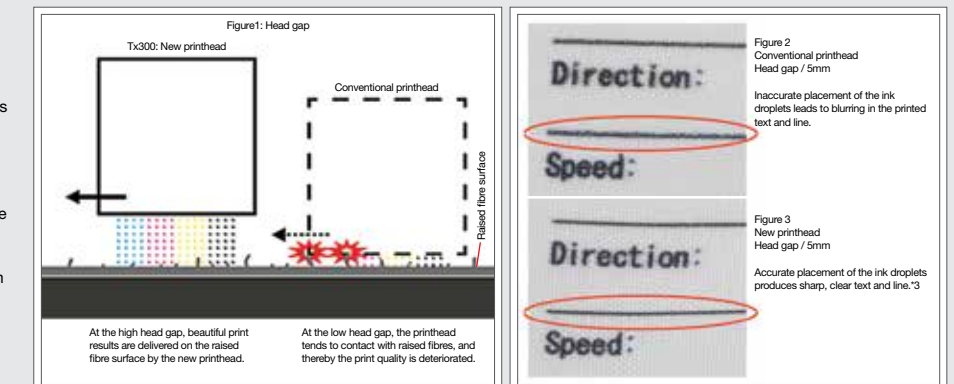 Figure1: Head gap
Tx300: New printhead
Conventional printhead
Raised fibre surface
At the high head gap, beautiful print
results are delivered on the raised
fibre surface by the new printhead.
At the low head gap, the printhead
tends to contact with raised fibres, and
thereby the print quality is deteriorated.
Direction:
Speed:
Figure 2
Conventional printhead
Head gap / 5mm
Inaccurate placement of the ink
droplets leads to blurring in the printed
text and line.
Direction:
Speed:
Figure 3
New printhead
Head gap / 5mm
Accurate placement of the ink droplets
produces sharp, clear text and line.*3